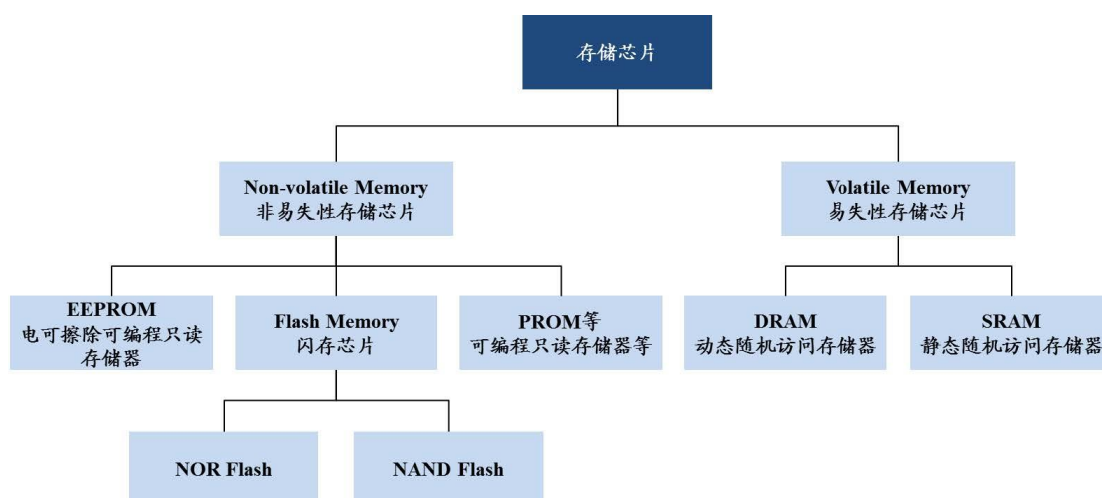 存储芯片
Non-volatile Memory
非易失性存储芯片
Volatile Memory
易失性存储芯片
EEPROM
电可擦除可编程只读
存储器
Flash Memory
闪存芯片
PROM等
可编程只读存储器等
DRAM
动态随机访问存储器
SRAM
静态随机访问存储器
NOR Flash
NAND Flash